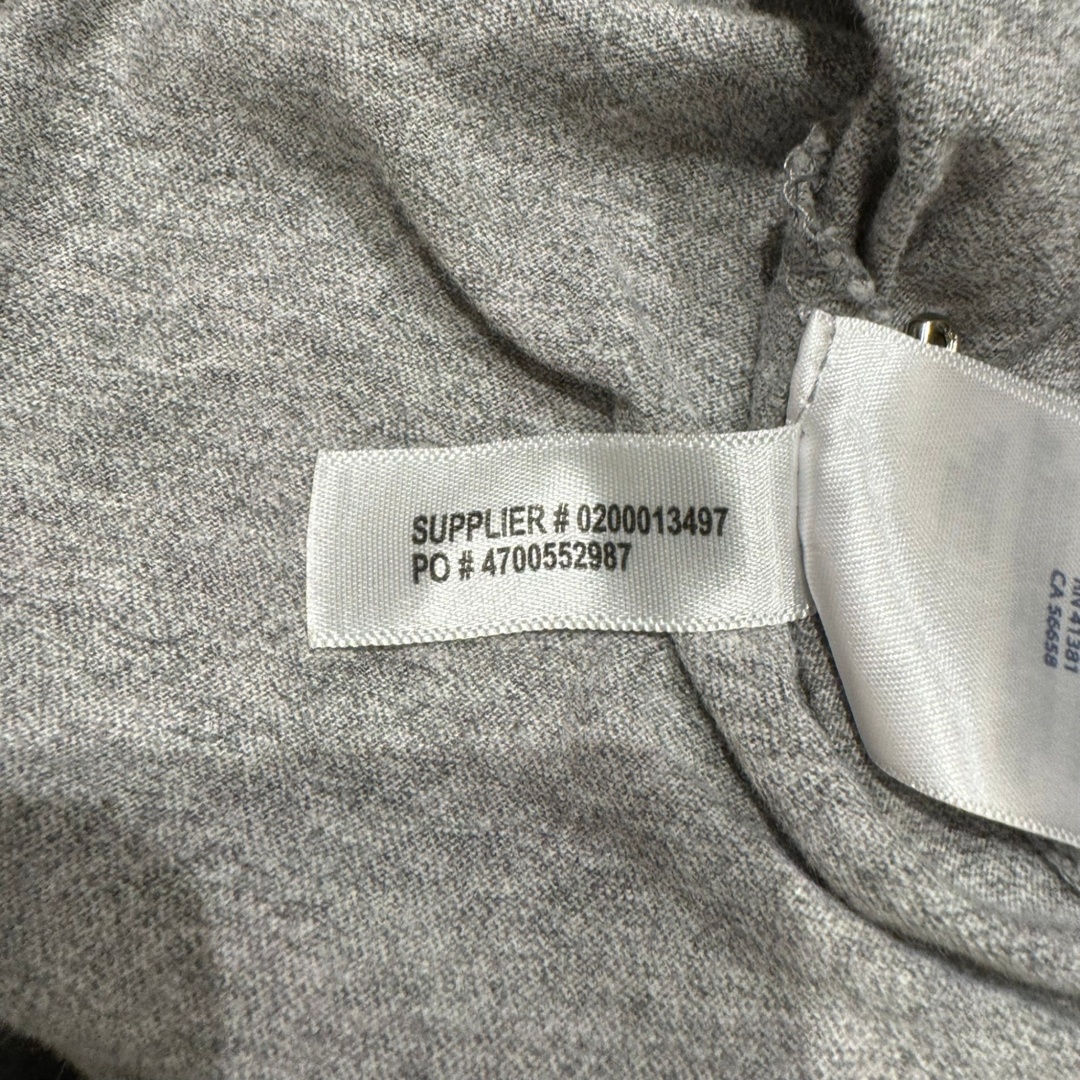 SUPPLIER # 0200013497
PO # 4700552987
RN 41381
CA 56658